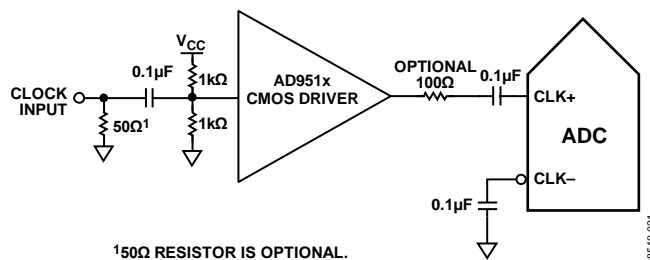 CLOCK
INPUT
50Ω¹
0.1µF
VCC
1kΩ
1kΩ
AD951x
CMOS DRIVER
OPTIONAL
100Ω
0.1µF
CLK+
ADC
CLK–
0.1µF
¹50Ω RESISTOR IS OPTIONAL.